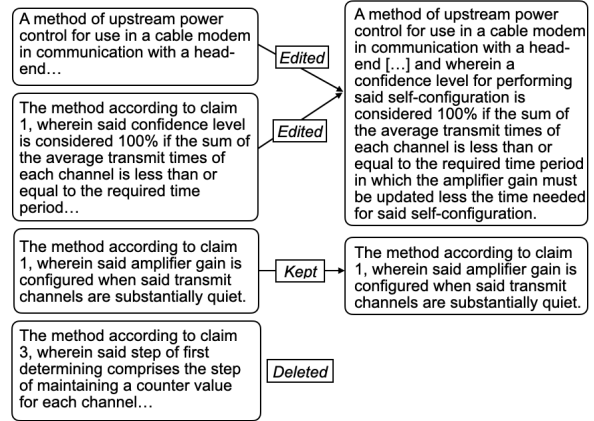 A method of upstream power
control for use in a cable modem
in communication with a head-
end…
The method according to claim
1, wherein said confidence level
is considered 100% if the sum of
the average transmit times of
each channel is less than or
equal to the required time
period…
The method according to claim
1, wherein said amplifier gain is
configured when said transmit
channels are substantially quiet.
The method according to claim
3, wherein said step of first
determining comprises the step
of maintaining a counter value
for each channel…
Edited
Edited
Kept
Deleted
A method of upstream power
control for use in a cable modem
in communication with a head-
end […] and wherein a
confidence level for performing
said self-configuration is
considered 100% if the sum of
the average transmit times of
each channel is less than or
equal to the required time period
in which the amplifier gain must
be updated less the time needed
for said self-configuration.
The method according to claim
1, wherein said amplifier gain is
configured when said transmit
channels are substantially quiet.